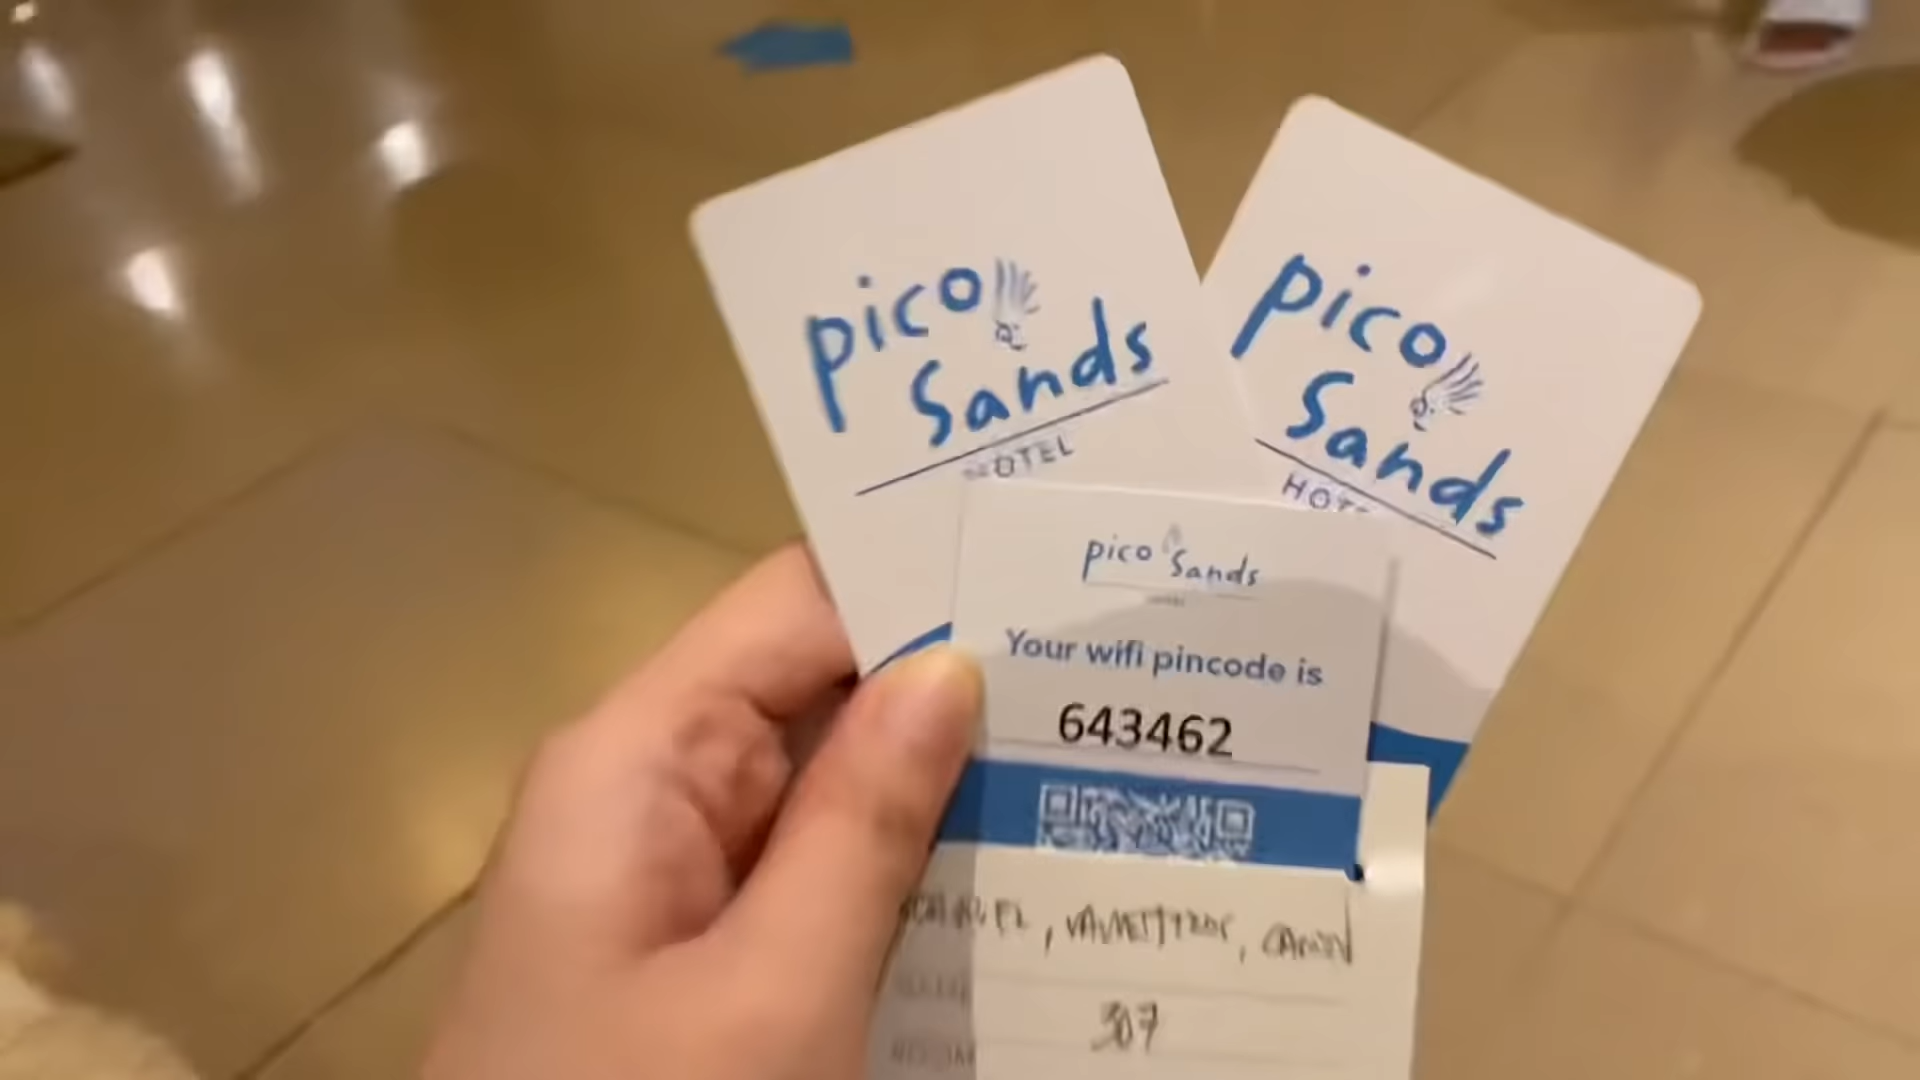 pico
Sands
HOTEL
pico
Sands
HOTEL
pico Sands
Your wifi pincode is
643462
307